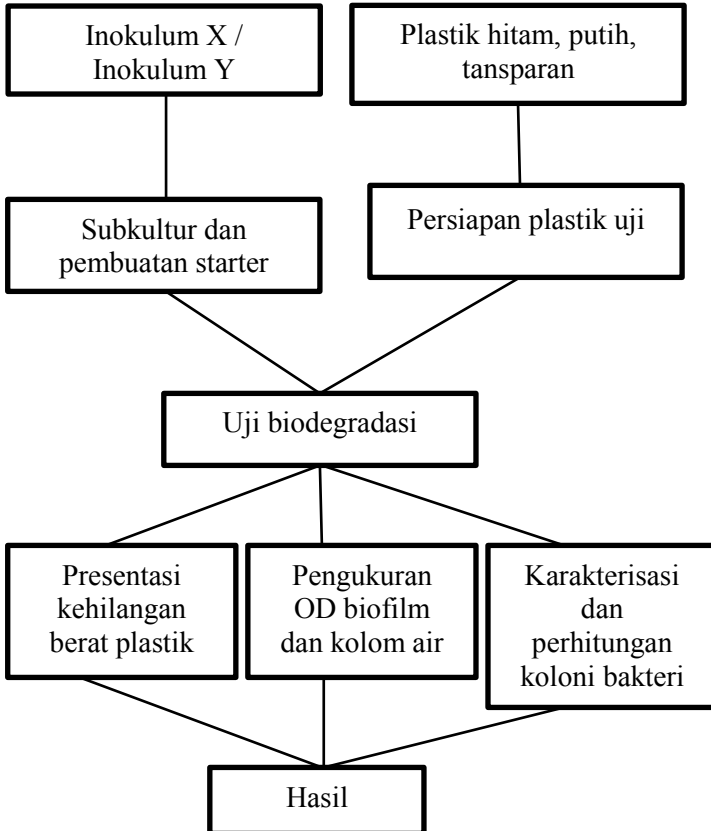 Inokulum X /
Inokulum Y
Plastik hitam, putih,
tansparan
Subkultur dan
pembuatan starter
Persiapan plastik uji
Uji biodegradasi
Presentasi
kehilangan
berat plastik
Pengukuran
OD biofilm
dan kolom air
Karakterisasi
dan
perhitungan
koloni bakteri
Hasil